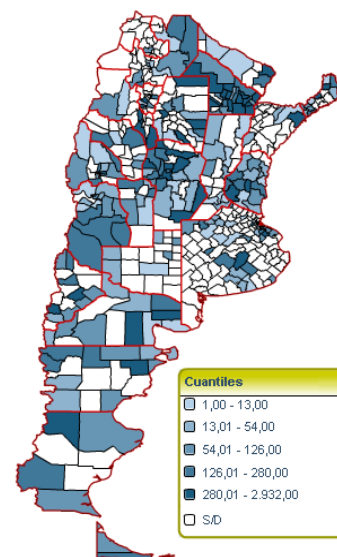 Cuantiles
1,00 - 13,00
13,01 - 54,00
54,01 - 126,00
126,01 - 280,00
280,01 - 2.932,00
S/D